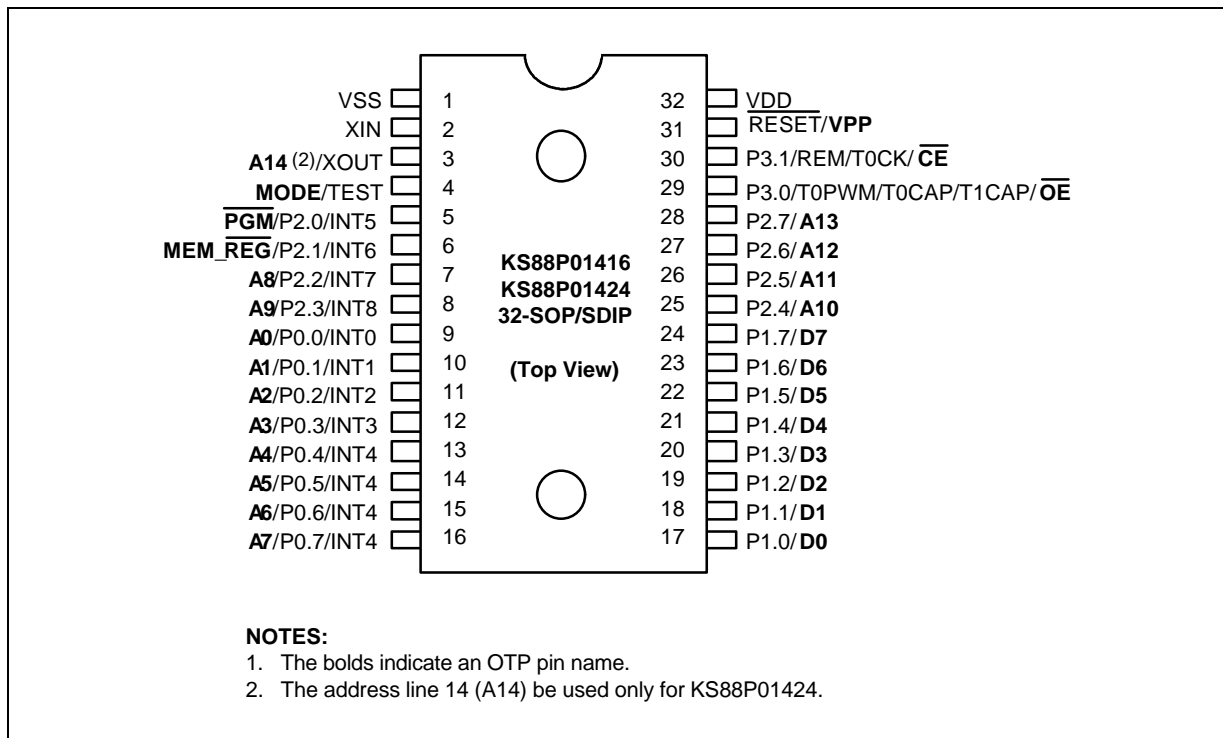 VSS 1
XIN 2
A14 (2)/XOUT 3
MODE/TEST 4
PGM/P2.0/INT5 5
MEM_REG/P2.1/INT6 6
A8/P2.2/INT7 7
A9/P2.3/INT8 8
A0/P0.0/INT0 9
A1/P0.1/INT1 10
A2/P0.2/INT2 11
A3/P0.3/INT3 12
A4/P0.4/INT4 13
A5/P0.5/INT4 14
A6/P0.6/INT4 15
A7/P0.7/INT4 16
KS88P01416
KS88P01424
32-SOP/SDIP
(Top View)
32 VDD
31 RESET/VPP
30 P3.1/REM/T0CK/CE
29 P3.0/T0PWM/T0CAP/T1CAP/OE
28 P2.7/A13
27 P2.6/A12
26 P2.5/A11
25 P2.4/A10
24 P1.7/D7
23 P1.6/D6
22 P1.5/D5
21 P1.4/D4
20 P1.3/D3
19 P1.2/D2
18 P1.1/D1
17 P1.0/D0
NOTES:
1. The bolds indicate an OTP pin name.
2. The address line 14 (A14) be used only for KS88P01424.